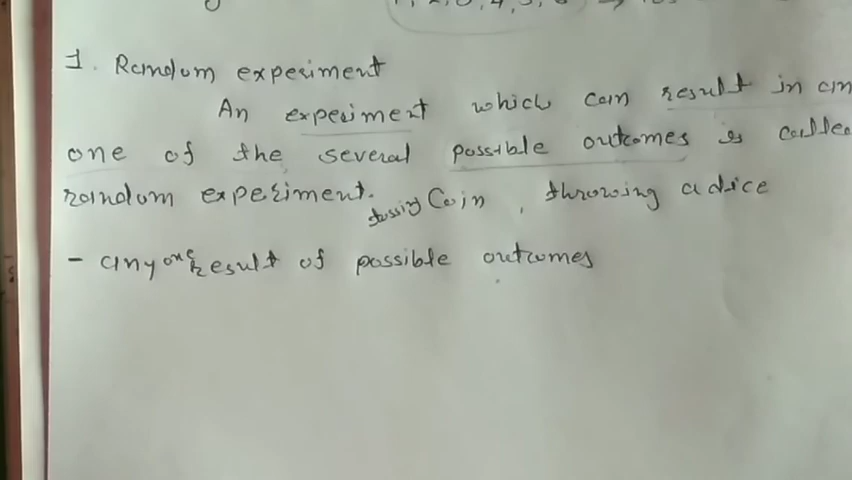 1. Random experiment
An experiment which can result in an
one of the several possible outcomes is called
random experiment. tossing Coin, throwing a dice
- any one result of possible outcomes